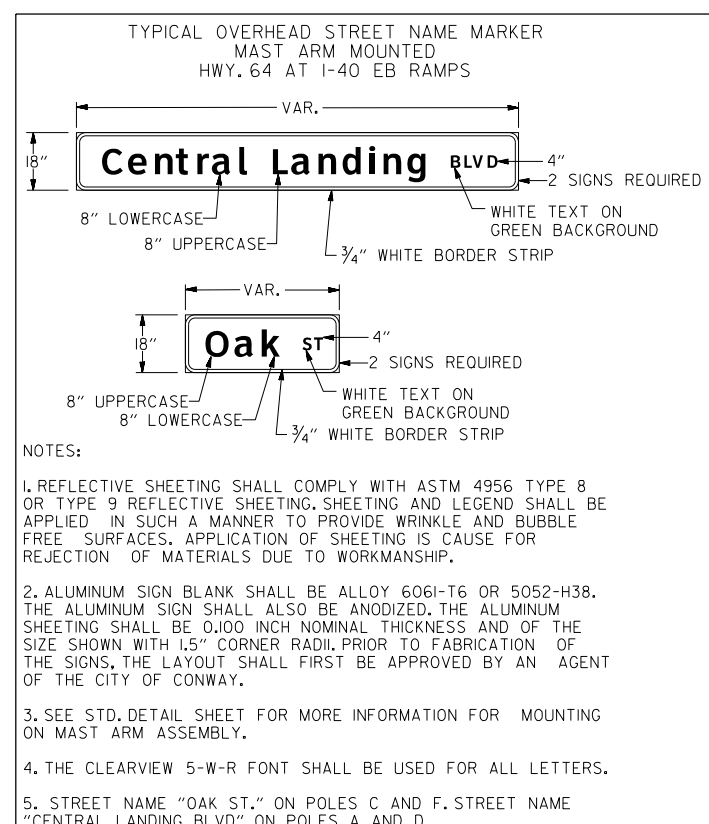 TYPICAL OVERHEAD STREET NAME MARKER
MAST ARM MOUNTED
HWY. 64 AT I-40 EB RAMPS
VAR.
18"
Central Landing BLVD
4"
2 SIGNS REQUIRED
8" LOWERCASE
WHITE TEXT ON
GREEN BACKGROUND
8" UPPERCASE
3/4" WHITE BORDER STRIP
VAR.
18"
Oak ST
4"
2 SIGNS REQUIRED
8" UPPERCASE
WHITE TEXT ON
8" LOWERCASE
GREEN BACKGROUND
3/4" WHITE BORDER STRIP
NOTES:
1. REFLECTIVE SHEETING SHALL COMPLY WITH ASTM 4956 TYPE 8
OR TYPE 9 REFLECTIVE SHEETING. SHEETING AND LEGEND SHALL BE
APPLIED IN SUCH A MANNER TO PROVIDE WRINKLE AND BUBBLE
FREE SURFACES. APPLICATION OF SHEETING IS CAUSE FOR
REJECTION OF MATERIALS DUE TO WORKMANSHIP.
2. ALUMINUM SIGN BLANK SHALL BE ALLOY 6061-T6 OR 5052-H38.
THE ALUMINUM SIGN SHALL ALSO BE ANODIZED. THE ALUMINUM
SHEETING SHALL BE 0.100 INCH NOMINAL THICKNESS AND OF THE
SIZE SHOWN WITH 1.5" CORNER RADII. PRIOR TO FABRICATION OF
THE SIGNS, THE LAYOUT SHALL FIRST BE APPROVED BY AN AGENT
OF THE CITY OF CONWAY.
3. SEE STD. DETAIL SHEET FOR MORE INFORMATION FOR MOUNTING
ON MAST ARM ASSEMBLY.
4. THE CLEARVIEW 5-W-R FONT SHALL BE USED FOR ALL LETTERS.
5. STREET NAME "OAK ST." ON POLES C AND F. STREET NAME
"CENTRAL LANDING BLVD" ON POLES A AND D.